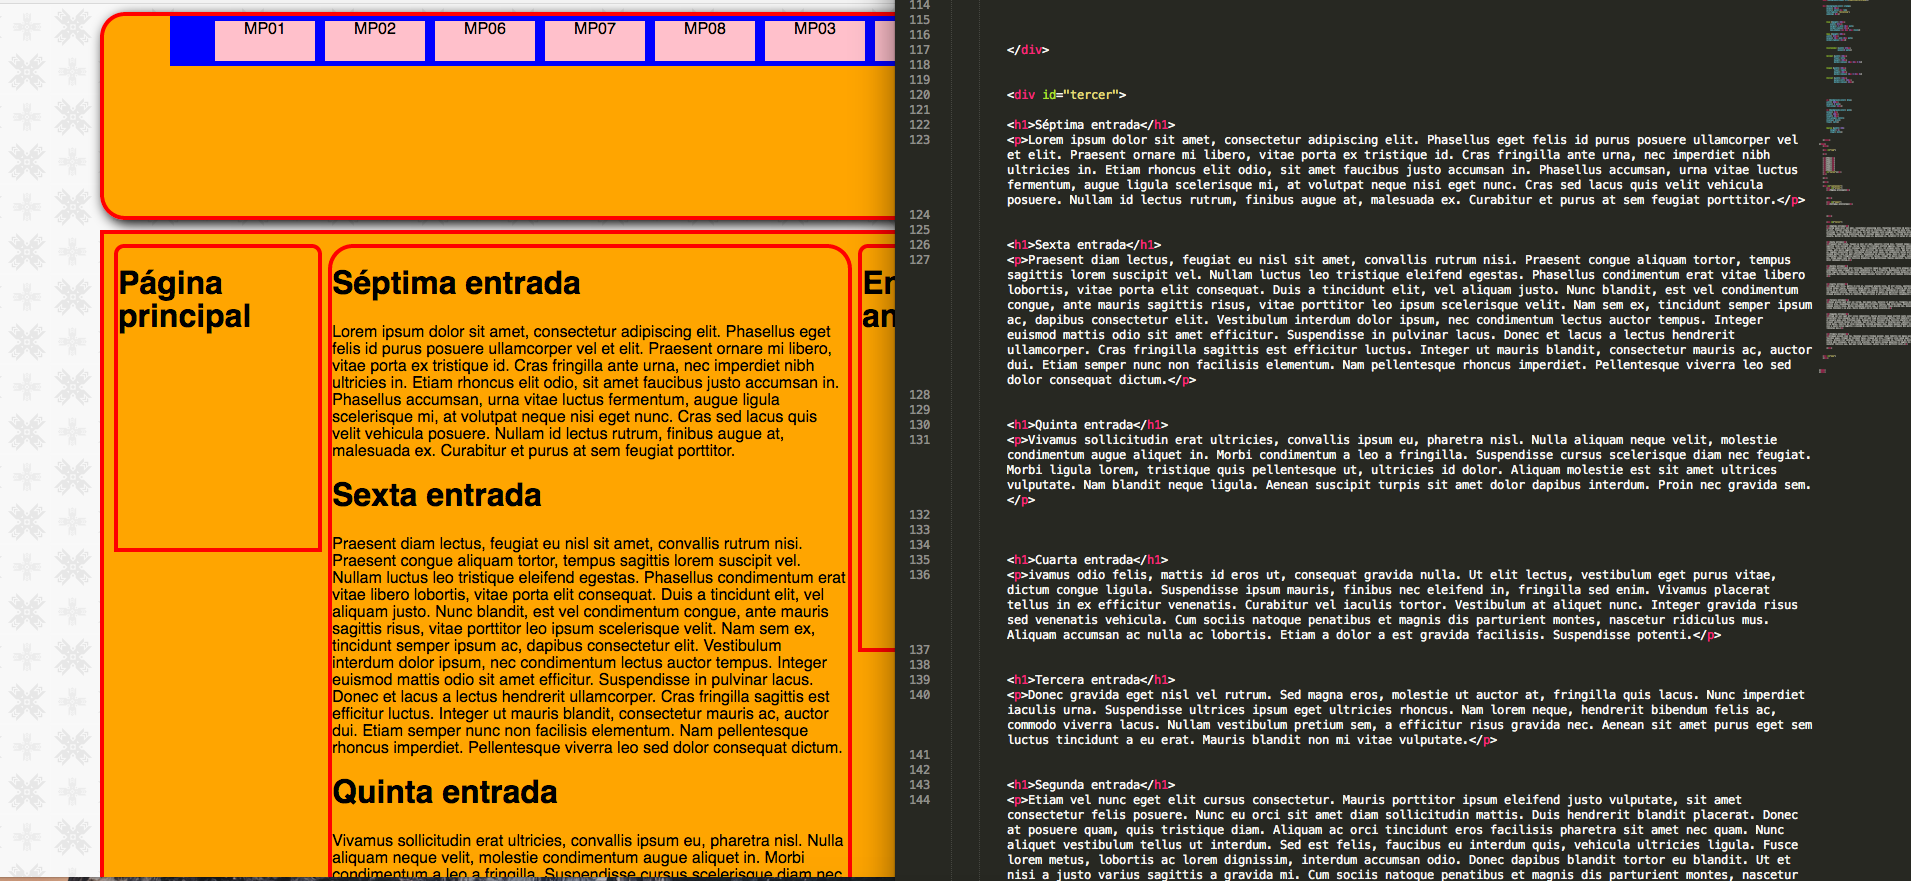 MP01 MP02 MP06 MP07 MP08 MP03
Página
principal
Séptima entrada
Lorem ipsum dolor sit amet, consectetur adipiscing elit. Phasellus eget
felis id purus posuere ullamcorper vel et elit. Praesent ornare mi libero,
vitae porta ex tristique id. Cras fringilla ante urna, nec imperdiet nibh
ultricies in. Etiam rhoncus elit odio, sit amet faucibus justo accumsan in.
Phasellus accumsan, urna vitae luctus fermentum, augue ligula
scelerisque mi, at volutpat neque nisi eget nunc. Cras sed lacus quis
velit vehicula posuere. Nullam id lectus rutrum, finibus augue at,
malesuada ex. Curabitur et purus at sem feugiat porttitor.
Sexta entrada
Praesent diam lectus, feugiat eu nisl sit amet, convallis rutrum nisi.
Praesent congue aliquam tortor, tempus sagittis lorem suscipit vel.
Nullam luctus leo tristique eleifend egestas. Phasellus condimentum erat
vitae libero lobortis, vitae porta elit consequat. Duis a tincidunt elit, vel
aliquam justo. Nunc blandit, est vel condimentum congue, ante mauris
sagittis risus, vitae porttitor leo ipsum scelerisque velit. Nam sem ex,
tincidunt semper ipsum ac, dapibus consectetur elit. Vestibulum
interdum dolor ipsum, nec condimentum lectus auctor tempus. Integer
euismod mattis odio sit amet efficitur. Suspendisse in pulvinar lacus.
Donec et lacus a lectus hendrerit ullamcorper. Cras fringilla sagittis est
efficitur luctus. Integer ut mauris blandit, consectetur mauris ac, auctor
dui. Etiam semper nunc non facilisis elementum. Nam pellentesque
rhoncus imperdiet. Pellentesque viverra leo sed dolor consequat dictum.
Quinta entrada
Vivamus sollicitudin erat ultricies, convallis ipsum eu, pharetra nisl. Nulla
aliquam neque velit, molestie condimentum augue aliquet in. Morbi
condimentum a leo a fringilla. Suspendisse cursus scelerisque diam nec
En
an
114
115
116
117 </div>
118
119
120 <div id="tercer">
121
122 <h1>Séptima entrada</h1>
123 <p>Lorem ipsum dolor sit amet, consectetur adipiscing elit. Phasellus eget felis id purus posuere ullamcorper vel
et elit. Praesent ornare mi libero, vitae porta ex tristique id. Cras fringilla ante urna, nec imperdiet nibh
ultricies in. Etiam rhoncus elit odio, sit amet faucibus justo accumsan in. Phasellus accumsan, urna vitae luctus
fermentum, augue ligula scelerisque mi, at volutpat neque nisi eget nunc. Cras sed lacus quis velit vehicula
posuere. Nullam id lectus rutrum, finibus augue at, malesuada ex. Curabitur et purus at sem feugiat porttitor.</p>
124
125
126 <h1>Sexta entrada</h1>
127 <p>Praesent diam lectus, feugiat eu nisl sit amet, convallis rutrum nisi. Praesent congue aliquam tortor, tempus
sagittis lorem suscipit vel. Nullam luctus leo tristique eleifend egestas. Phasellus condimentum erat vitae libero
lobortis, vitae porta elit consequat. Duis a tincidunt elit, vel aliquam justo. Nunc blandit, est vel condimentum
congue, ante mauris sagittis risus, vitae porttitor leo ipsum scelerisque velit. Nam sem ex, tincidunt semper ipsum
ac, dapibus consectetur elit. Vestibulum interdum dolor ipsum, nec condimentum lectus auctor tempus. Integer
euismod mattis odio sit amet efficitur. Suspendisse in pulvinar lacus. Donec et lacus a lectus hendrerit
ullamcorper. Cras fringilla sagittis est efficitur luctus. Integer ut mauris blandit, consectetur mauris ac, auctor
dui. Etiam semper nunc non facilisis elementum. Nam pellentesque rhoncus imperdiet. Pellentesque viverra leo sed
dolor consequat dictum.</p>
128
129
130 <h1>Quinta entrada</h1>
131 <p>Vivamus sollicitudin erat ultricies, convallis ipsum eu, pharetra nisl. Nulla aliquam neque velit, molestie
condimentum augue aliquet in. Morbi condimentum a leo a fringilla. Suspendisse cursus scelerisque diam nec feugiat.
Morbi ligula lorem, tristique quis pellentesque ut, ultricies id dolor. Aliquam molestie est sit amet ultrices
vulputate. Nam blandit neque ligula. Aenean suscipit turpis sit amet dolor dapibus interdum. Proin nec gravida sem.
</p>
132
133
134
135 <h1>Cuarta entrada</h1>
136 <p>ivamus odio felis, mattis id eros ut, consequat gravida nulla. Ut elit lectus, vestibulum eget purus vitae,
dictum congue ligula. Suspendisse ipsum mauris, finibus nec eleifend in, fringilla sed enim. Vivamus placerat
tellus in ex efficitur venenatis. Curabitur vel iaculis tortor. Vestibulum at aliquet nunc. Integer gravida risus
sed venenatis vehicula. Cum sociis natoque penatibus et magnis dis parturient montes, nascetur ridiculus mus.
Aliquam accumsan ac nulla ac lobortis. Etiam a dolor a est gravida facilisis. Suspendisse potenti.</p>
137
138
139 <h1>Tercera entrada</h1>
140 <p>Donec gravida eget nisl vel rutrum. Sed magna eros, molestie ut auctor at, fringilla quis lacus. Nunc imperdiet
iaculis urna. Suspendisse ultrices ipsum eget ultricies rhoncus. Nam lorem neque, hendrerit bibendum felis ac,
commodo viverra lacus. Nullam vestibulum pretium sem, a efficitur risus gravida nec. Aenean sit amet purus eget sem
luctus tincidunt a eu erat. Mauris blandit non mi vitae vulputate.</p>
141
142
143 <h1>Segunda entrada</h1>
144 <p>Etiam vel nunc eget elit cursus consectetur. Mauris porttitor ipsum eleifend justo vulputate, sit amet
consectetur felis posuere. Nunc eu orci sit amet diam sollicitudin mattis. Duis hendrerit blandit placerat. Donec
at posuere quam, quis tristique diam. Aliquam ac orci tincidunt eros facilisis pharetra sit amet nec quam. Nunc
aliquet vestibulum tellus ut interdum. Sed est felis, faucibus eu interdum quis, vehicula ultricies ligula. Fusce
lorem metus, lobortis ac lorem dignissim, interdum accumsan odio. Donec dapibus blandit tortor eu blandit. Ut et
nisi a justo varius sagittis a gravida mi. Cum sociis natoque penatibus et magnis dis parturient montes, nascetur